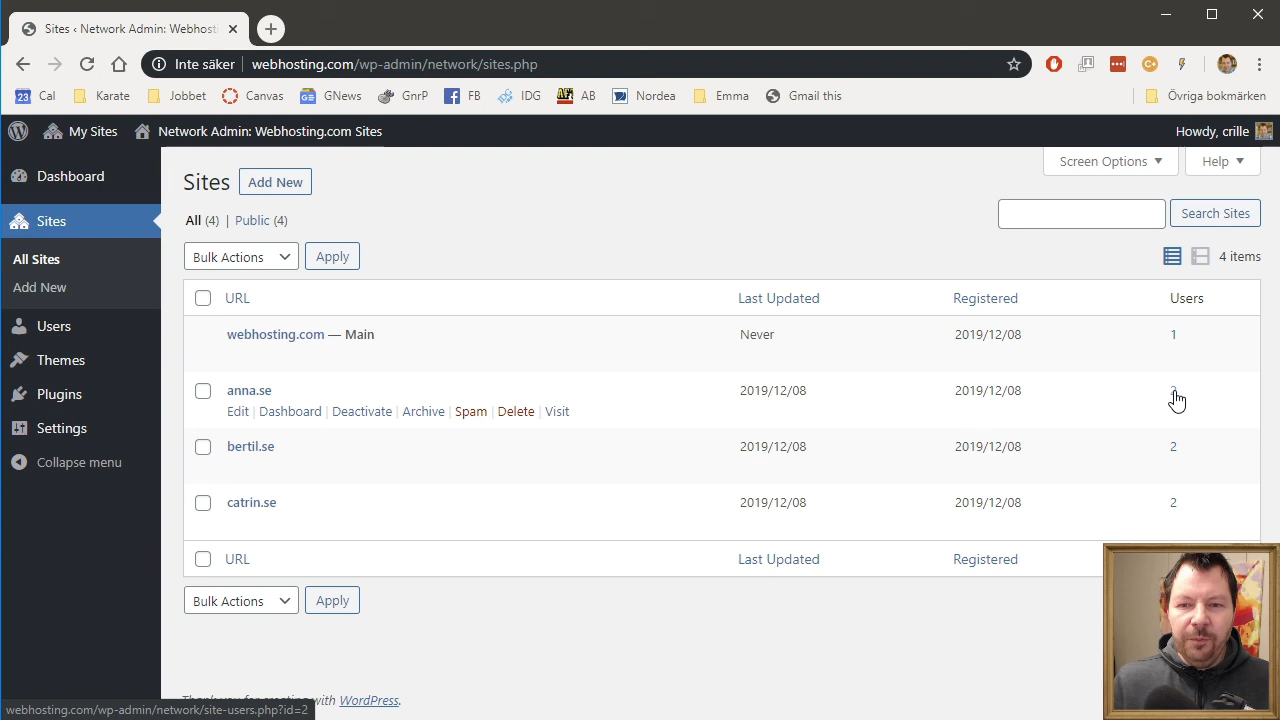 Sites ‹ Network Admin: Webhosti
Inte säker
webhosting.com/wp-admin/network/sites.php
Cal Karate Jobbet Canvas GNews GnrP FB IDG AB Nordea Emma Gmail this Övriga bokmärken
My Sites Network Admin: Webhosting.com Sites Howdy, crille
Screen Options Help
Dashboard
Sites
All Sites
Add New
Users
Themes
Plugins
Settings
Collapse menu
Sites Add New
All (4) | Public (4)
Search Sites
Bulk Actions Apply 4 items
URL Last Updated Registered Users
webhosting.com — Main Never 2019/12/08 1
anna.se 2019/12/08 2019/12/08
Edit | Dashboard | Deactivate | Archive | Spam | Delete | Visit
bertil.se 2019/12/08 2019/12/08 2
catrin.se 2019/12/08 2019/12/08 2
URL Last Updated Registered
Bulk Actions Apply
Thank you for creating with WordPress.
webhosting.com/wp-admin/network/site-users.php?id=2